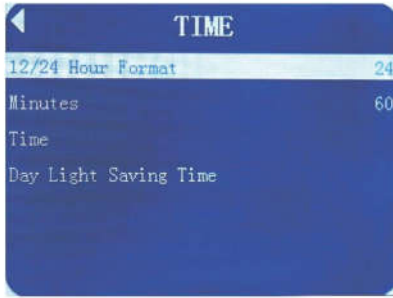 TIME
12/24 Hour Format 24
Minutes 60
Time
Day Light Saving Time